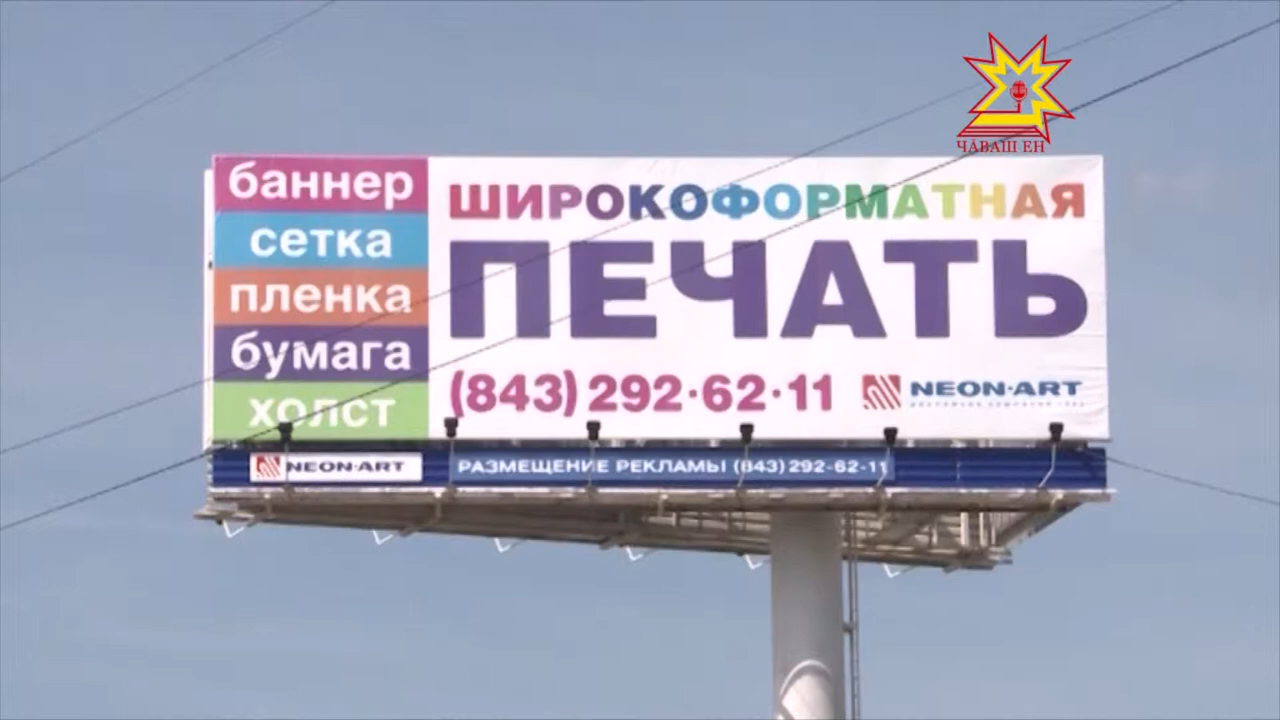 ЧӐВАШ ЕН
баннер
сетка
пленка
бумага
холст
ШИРОКОФОРМАТНАЯ
ПЕЧАТЬ
(843) 292·62·11 NEON·ART
NEON·ART РАЗМЕЩЕНИЕ РЕКЛАМЫ (843) 292-62-11